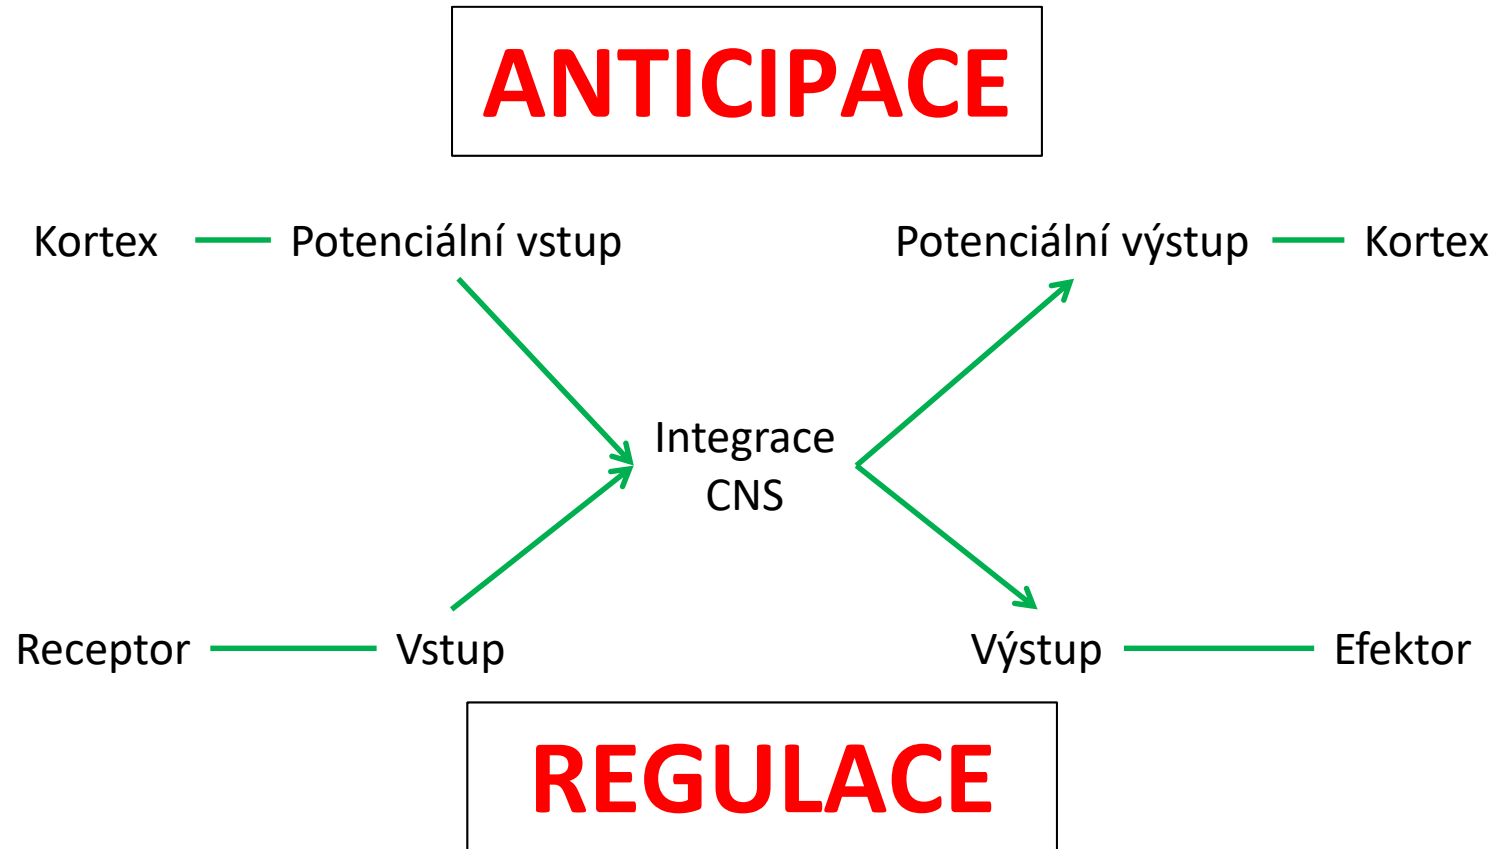 ANTICIPACE
Kortex Potenciální vstup Potenciální výstup Kortex
Integrace
CNS
Receptor Vstup Výstup Efektor
REGULACE